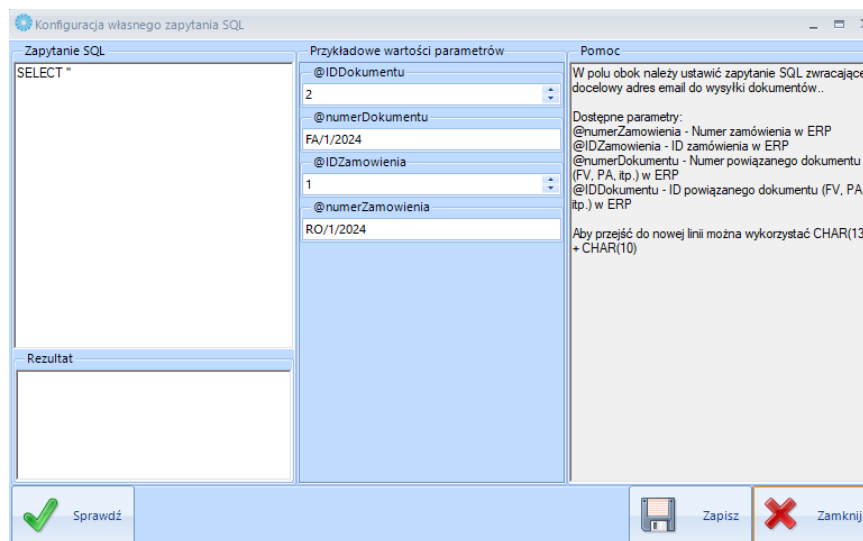 Konfiguracja własnego zapytania SQL
Zapytanie SQL
SELECT ''
Rezultat
Przykładowe wartości parametrów
@IDDokumentu
2
@numerDokumentu
FA/1/2024
@IDZamowienia
1
@numerZamowienia
RO/1/2024
Pomoc
W polu obok należy ustawić zapytanie SQL zwracające
docelowy adres email do wysyłki dokumentów..
Dostępne parametry:
@numerZamowienia - Numer zamówienia w ERP
@IDZamowienia - ID zamówienia w ERP
@numerDokumentu - Numer powiązanego dokumentu
(FV, PA, itp.) w ERP
@IDDokumentu - ID powiązanego dokumentu (FV, PA
itp.) w ERP
Aby przejść do nowej linii można wykorzystać CHAR(13
+ CHAR(10)
Sprawdź
Zapisz
Zamknij